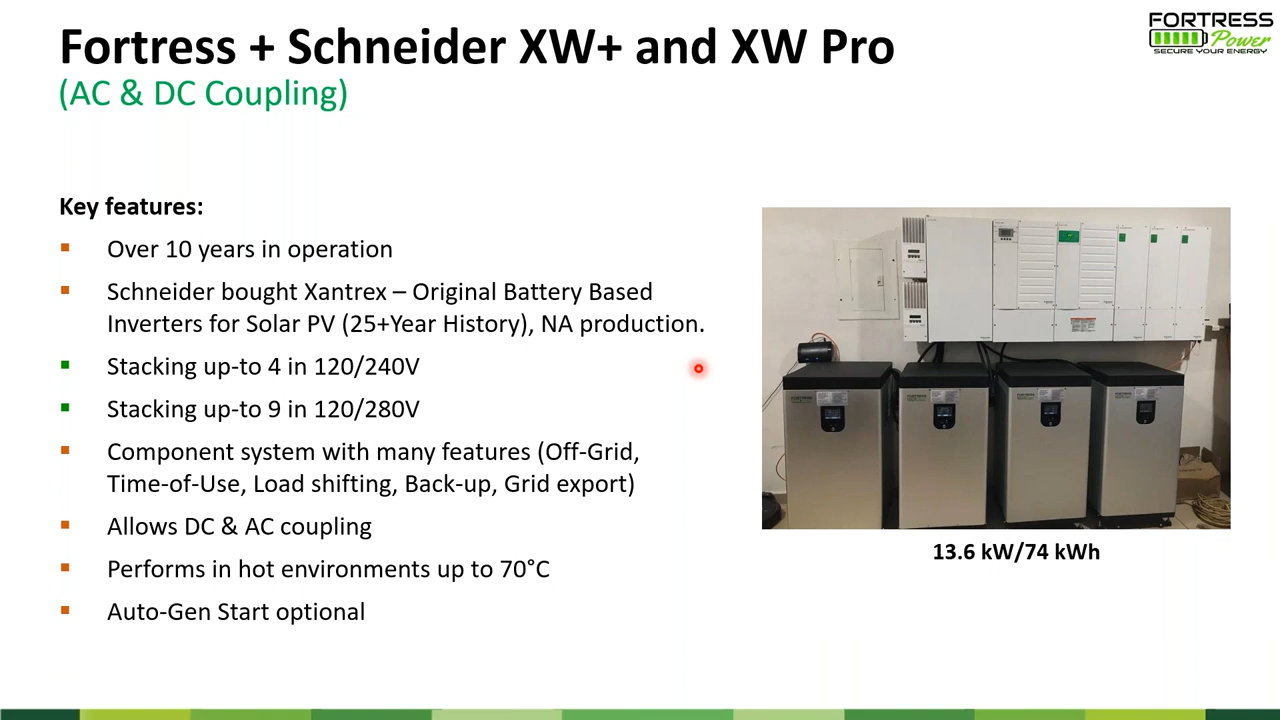 Fortress + Schneider XW+ and XW Pro
(AC & DC Coupling)
FORTRESS
Power
SECURE YOUR ENERGY
Key features:
▪ Over 10 years in operation
▪ Schneider bought Xantrex – Original Battery Based
Inverters for Solar PV (25+Year History), NA production.
▪ Stacking up-to 4 in 120/240V
▪ Stacking up-to 9 in 120/280V
▪ Component system with many features (Off-Grid,
Time-of-Use, Load shifting, Back-up, Grid export)
▪ Allows DC & AC coupling
▪ Performs in hot environments up to 70°C
▪ Auto-Gen Start optional
13.6 kW/74 kWh